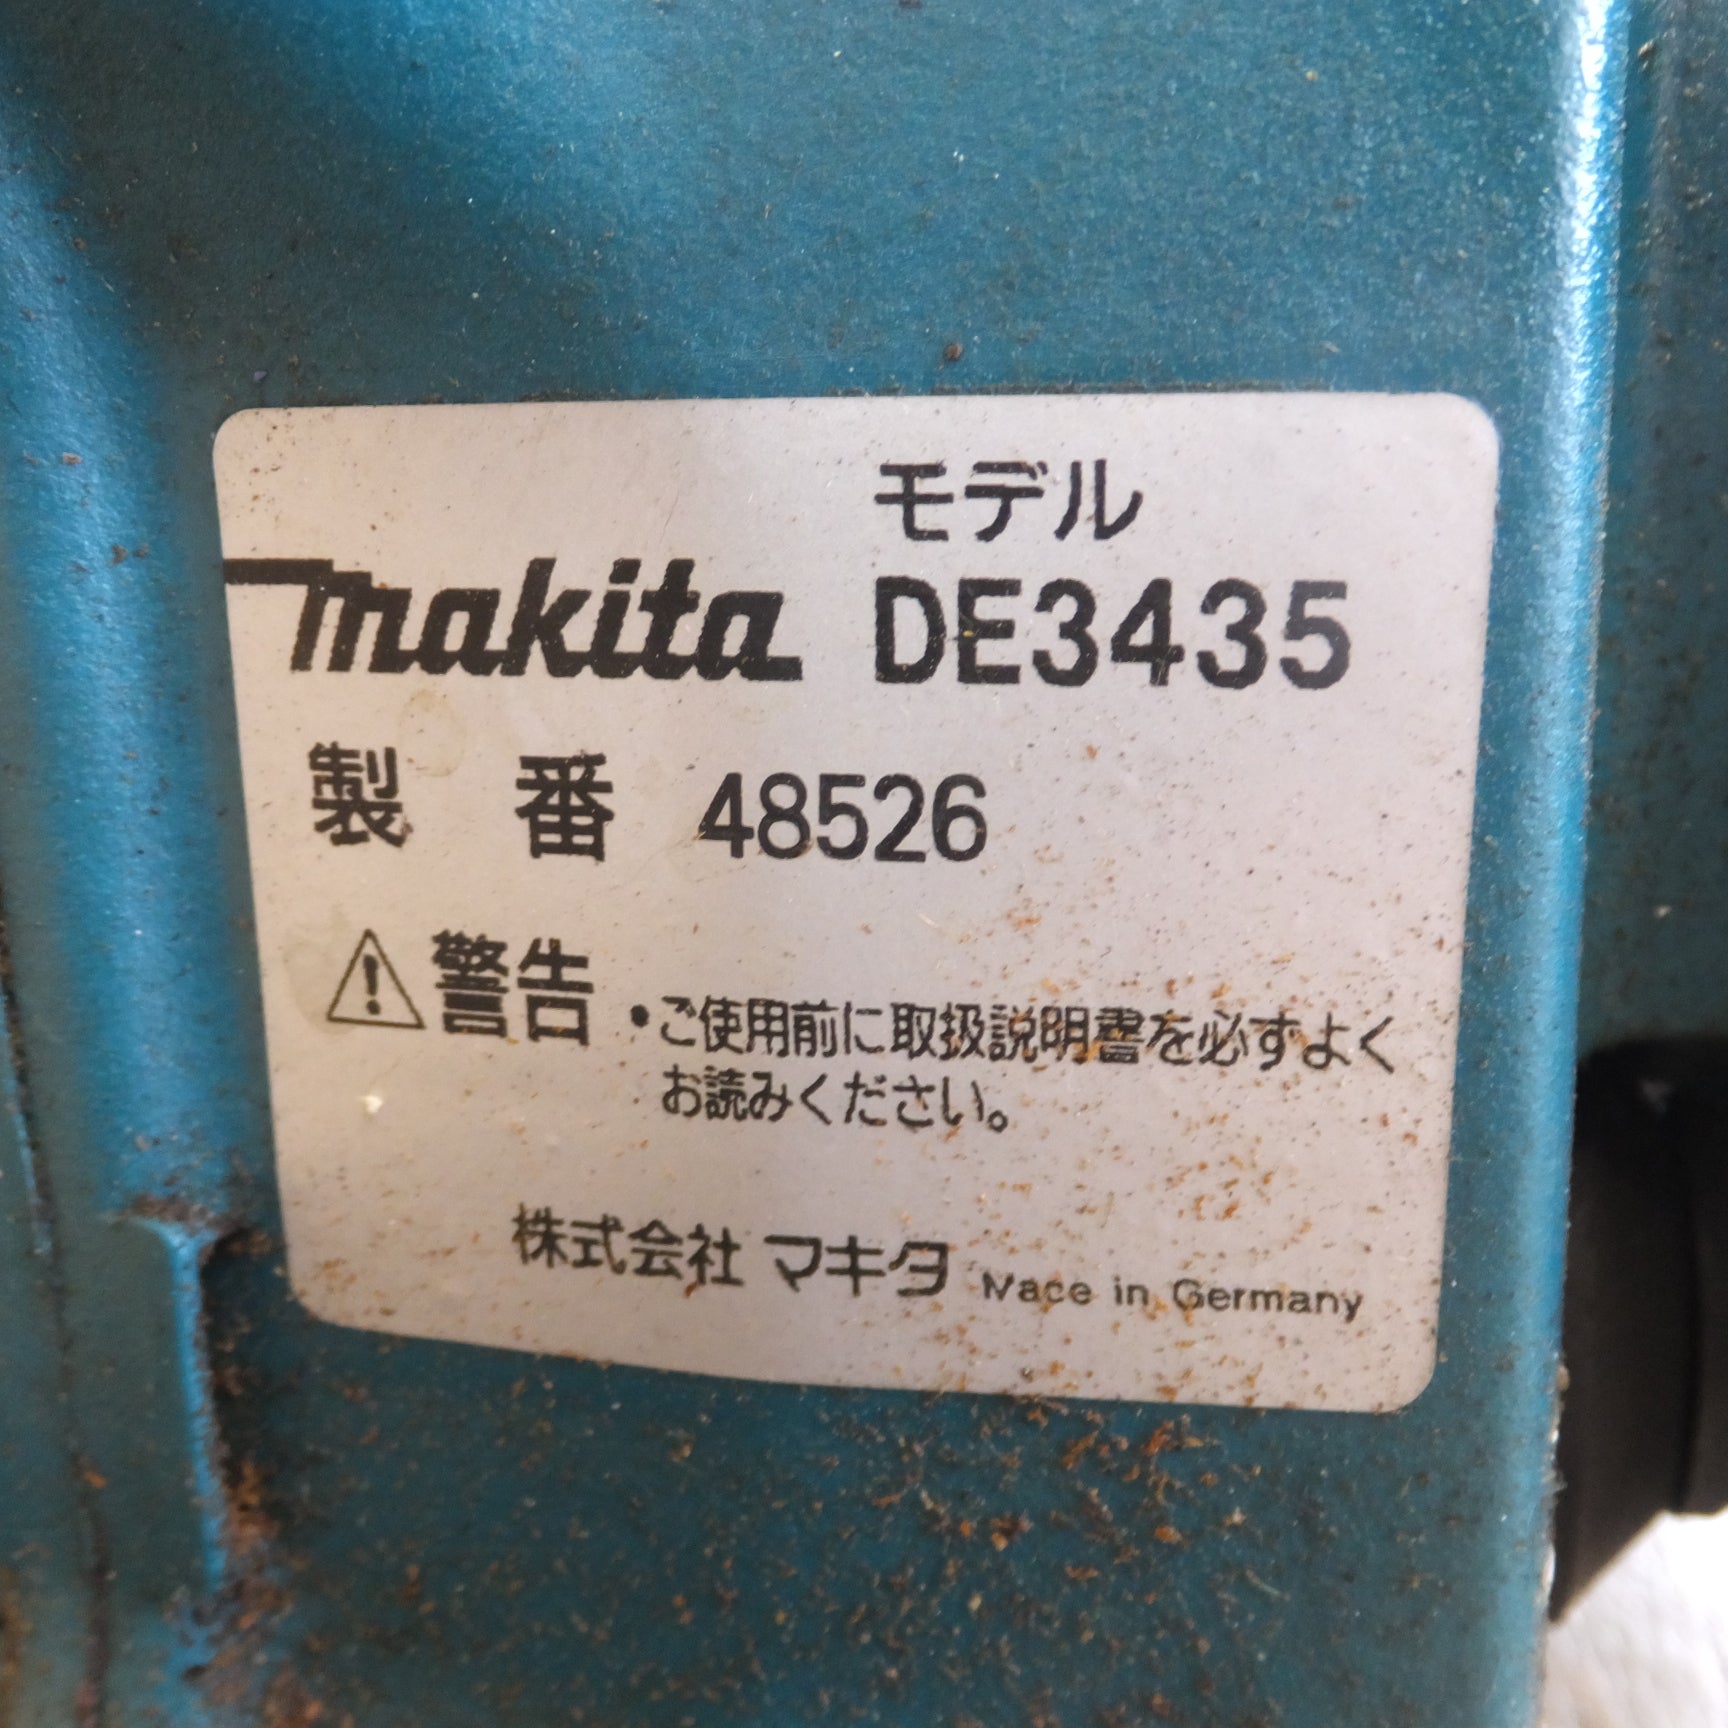 モデル
makita DE3435
製番 48526
警告 ・ご使用前に取扱説明書を必ずよく
お読みください。
株式会社 マキタ Made in Germany